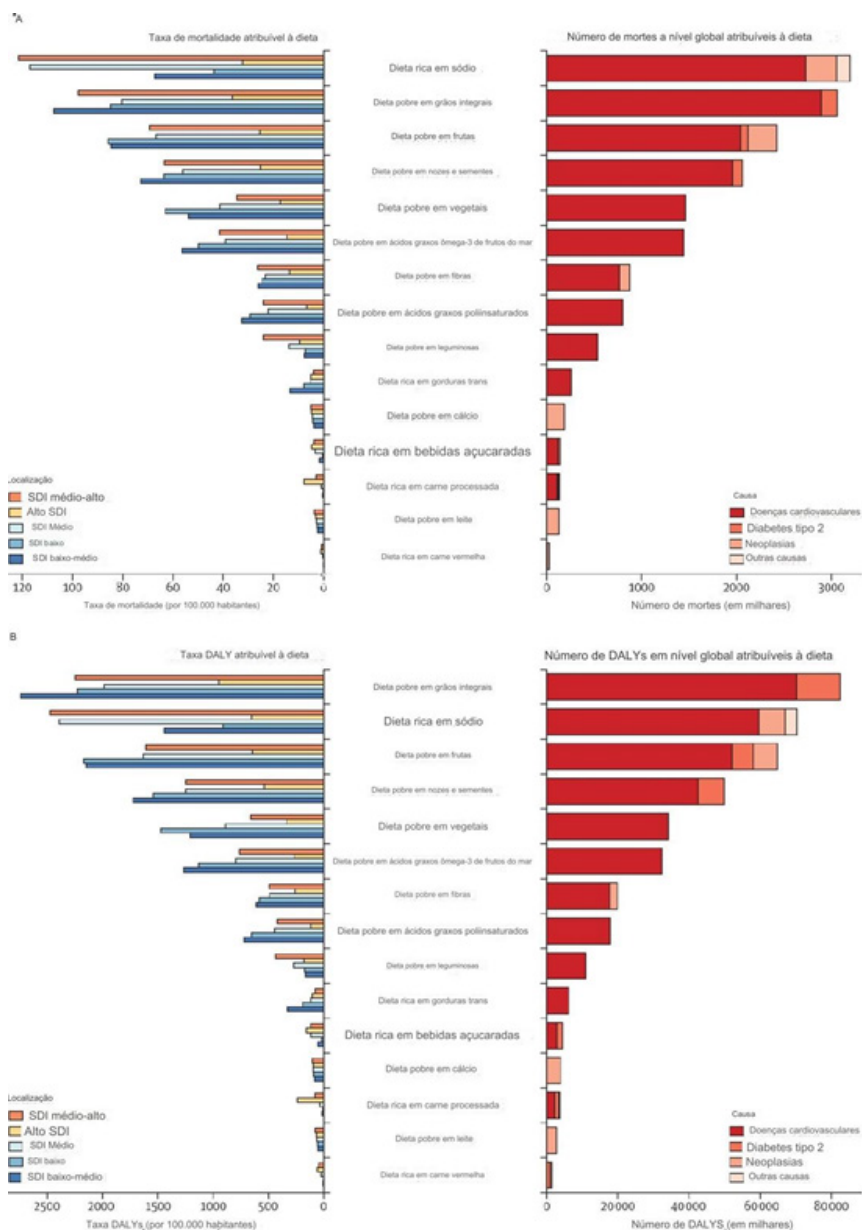 A
Taxa de mortalidade atribuível à dieta
Número de mortes a nível global atribuíveis à dieta
Dieta rica em sódio
Dieta pobre em grãos integrais
Dieta pobre em frutas
Dieta pobre em nozes e sementes
Dieta pobre em vegetais
Dieta pobre em ácidos graxos ômega-3 de frutos do mar
Dieta pobre em fibras
Dieta pobre em ácidos graxos poliinsaturados
Dieta pobre em leguminosas
Dieta rica em gorduras trans
Dieta pobre em cálcio
Dieta rica em bebidas açucaradas
Dieta rica em carne processada
Dieta pobre em leite
Dieta rica em carne vermelha
Localização
SDI médio-alto
Alto SDI
SDI Médio
SDI baixo
SDI baixo-médio
Causa
Doenças cardiovasculares
Diabetes tipo 2
Neoplasias
Outras causas
120 100 80 60 40 20 0
Taxa de mortalidade (por 100.000 habitantes)
0 1000 2000 3000
Número de mortes (em milhares)
B
Taxa DALY atribuível à dieta
Número de DALYs em nível global atribuíveis à dieta
Dieta pobre em grãos integrais
Dieta rica em sódio
Dieta pobre em frutas
Dieta pobre em nozes e sementes
Dieta pobre em vegetais
Dieta pobre em ácidos graxos ômega-3 de frutos do mar
Dieta pobre em fibras
Dieta pobre em ácidos graxos poliinsaturados
Dieta pobre em leguminosas
Dieta rica em gorduras trans
Dieta rica em bebidas açucaradas
Dieta pobre em cálcio
Dieta rica em carne processada
Dieta pobre em leite
Dieta rica em carne vermelha
Localização
SDI médio-alto
Alto SDI
SDI Médio
SDI baixo
SDI baixo-médio
Causa
Doenças cardiovasculares
Diabetes tipo 2
Neoplasias
Outras causas
2500 2000 1500 1000 500 0
Taxa DALYs (por 100.000 habitantes)
0 20000 40000 60000 80000
Número de DALYS (em milhares)